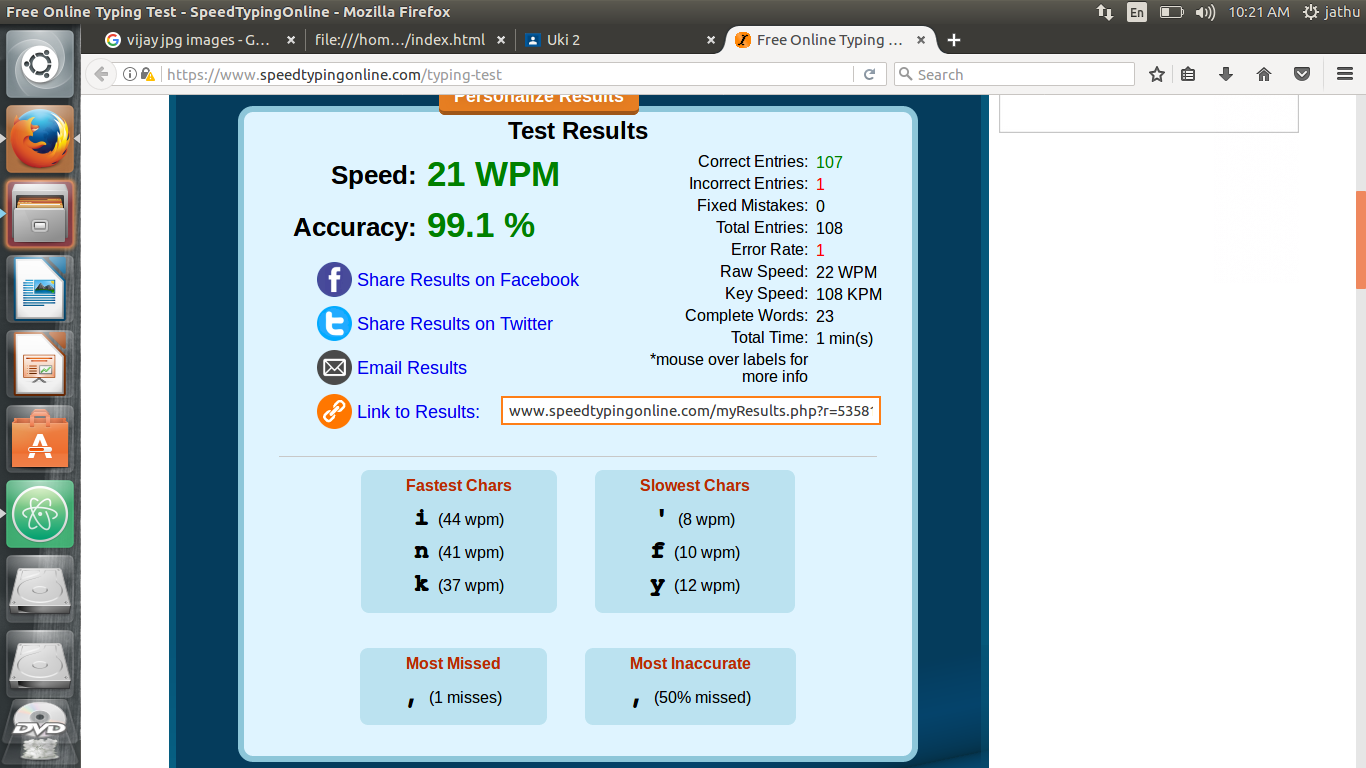 Free Online Typing Test - SpeedTypingOnline - Mozilla Firefox
En
10:21 AM
jathu
vijay jpg images - G...
file:///hom.../index.html
Uki 2
Free Online Typing ...
https://www.speedtypingonline.com/typing-test
Search
Personalize Results
Test Results
Speed: 21 WPM
Accuracy: 99.1 %
Share Results on Facebook
Share Results on Twitter
Email Results
Link to Results: www.speedtypingonline.com/myResults.php?r=5358
Correct Entries: 107
Incorrect Entries: 1
Fixed Mistakes: 0
Total Entries: 108
Error Rate: 1
Raw Speed: 22 WPM
Key Speed: 108 KPM
Complete Words: 23
Total Time: 1 min(s)
*mouse over labels for
more info
Fastest Chars
i (44 wpm)
n (41 wpm)
k (37 wpm)
Slowest Chars
' (8 wpm)
f (10 wpm)
y (12 wpm)
Most Missed
, (1 misses)
Most Inaccurate
, (50% missed)
DVD